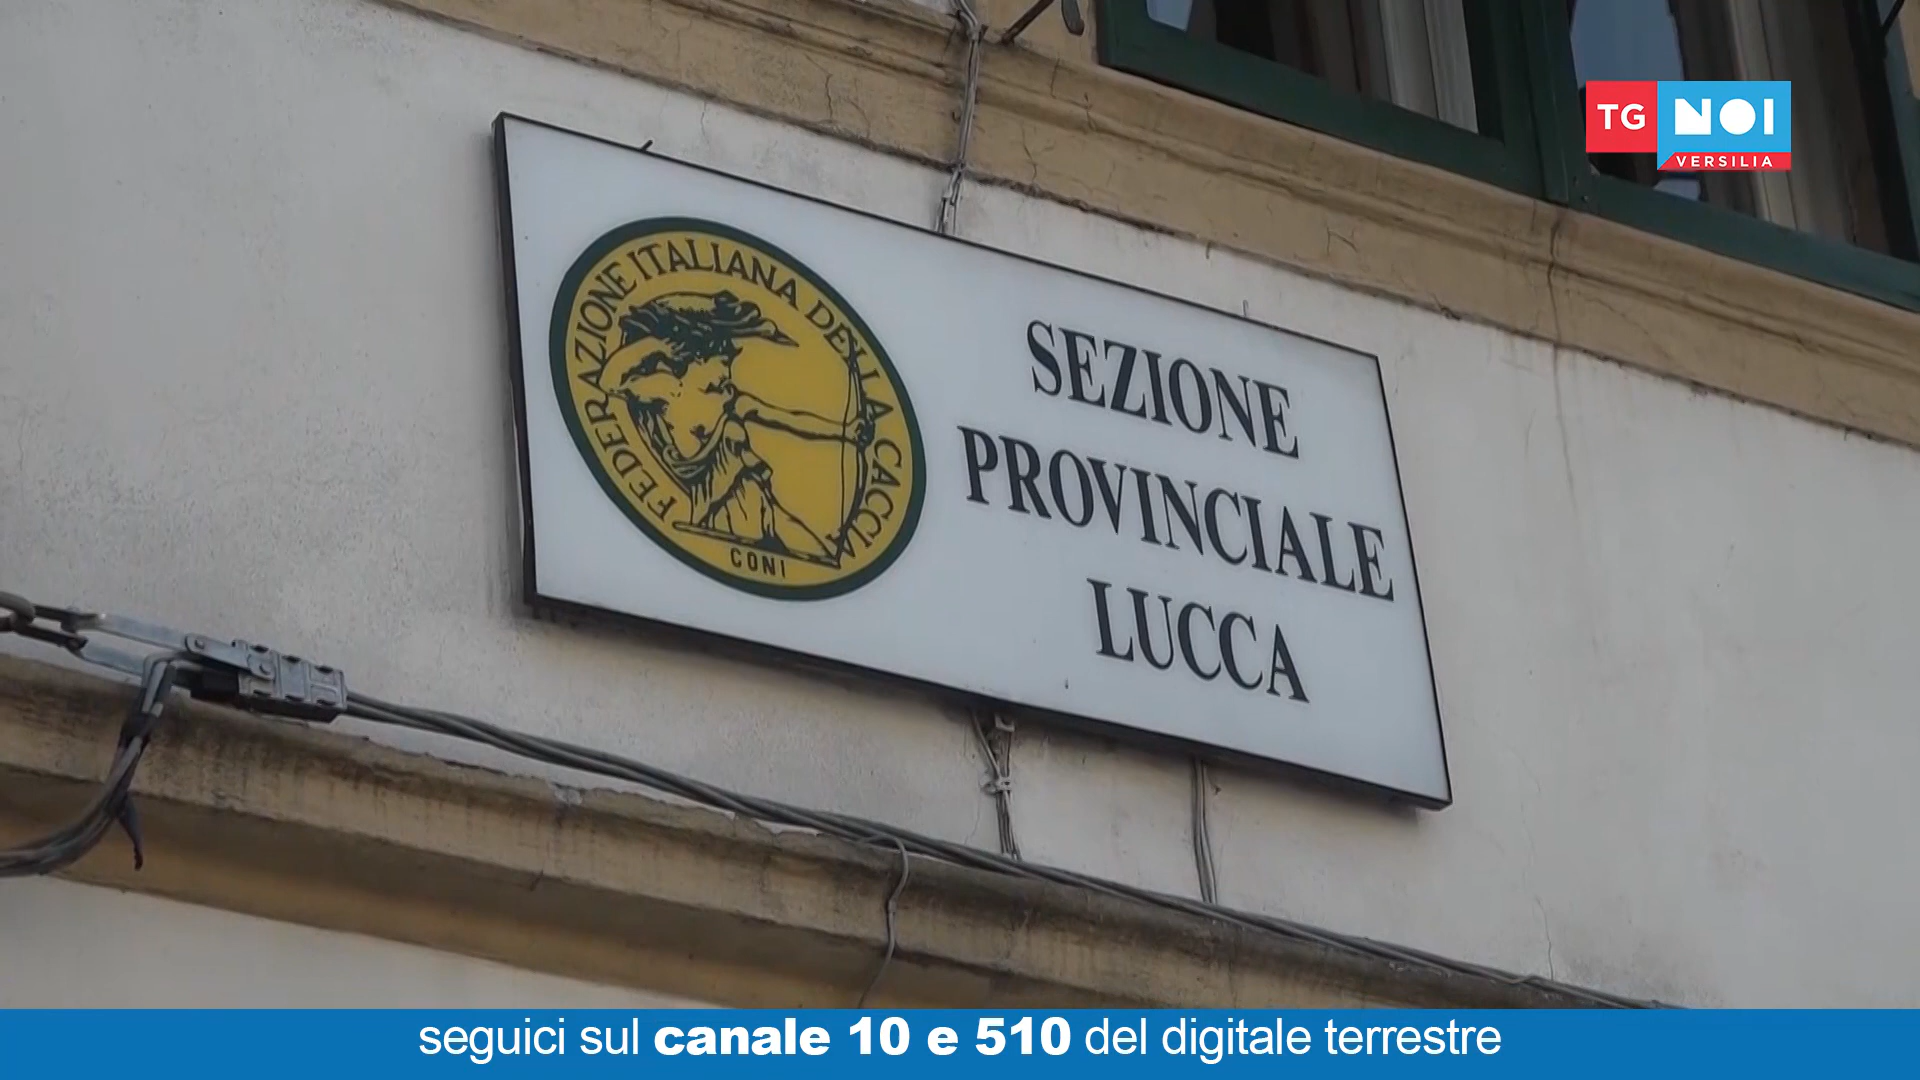 TG NOI
VERSILIA
FEDERAZIONE ITALIANA DELLA CACCIA
CONI
SEZIONE
PROVINCIALE
LUCCA
seguici sul canale 10 e 510 del digitale terrestre